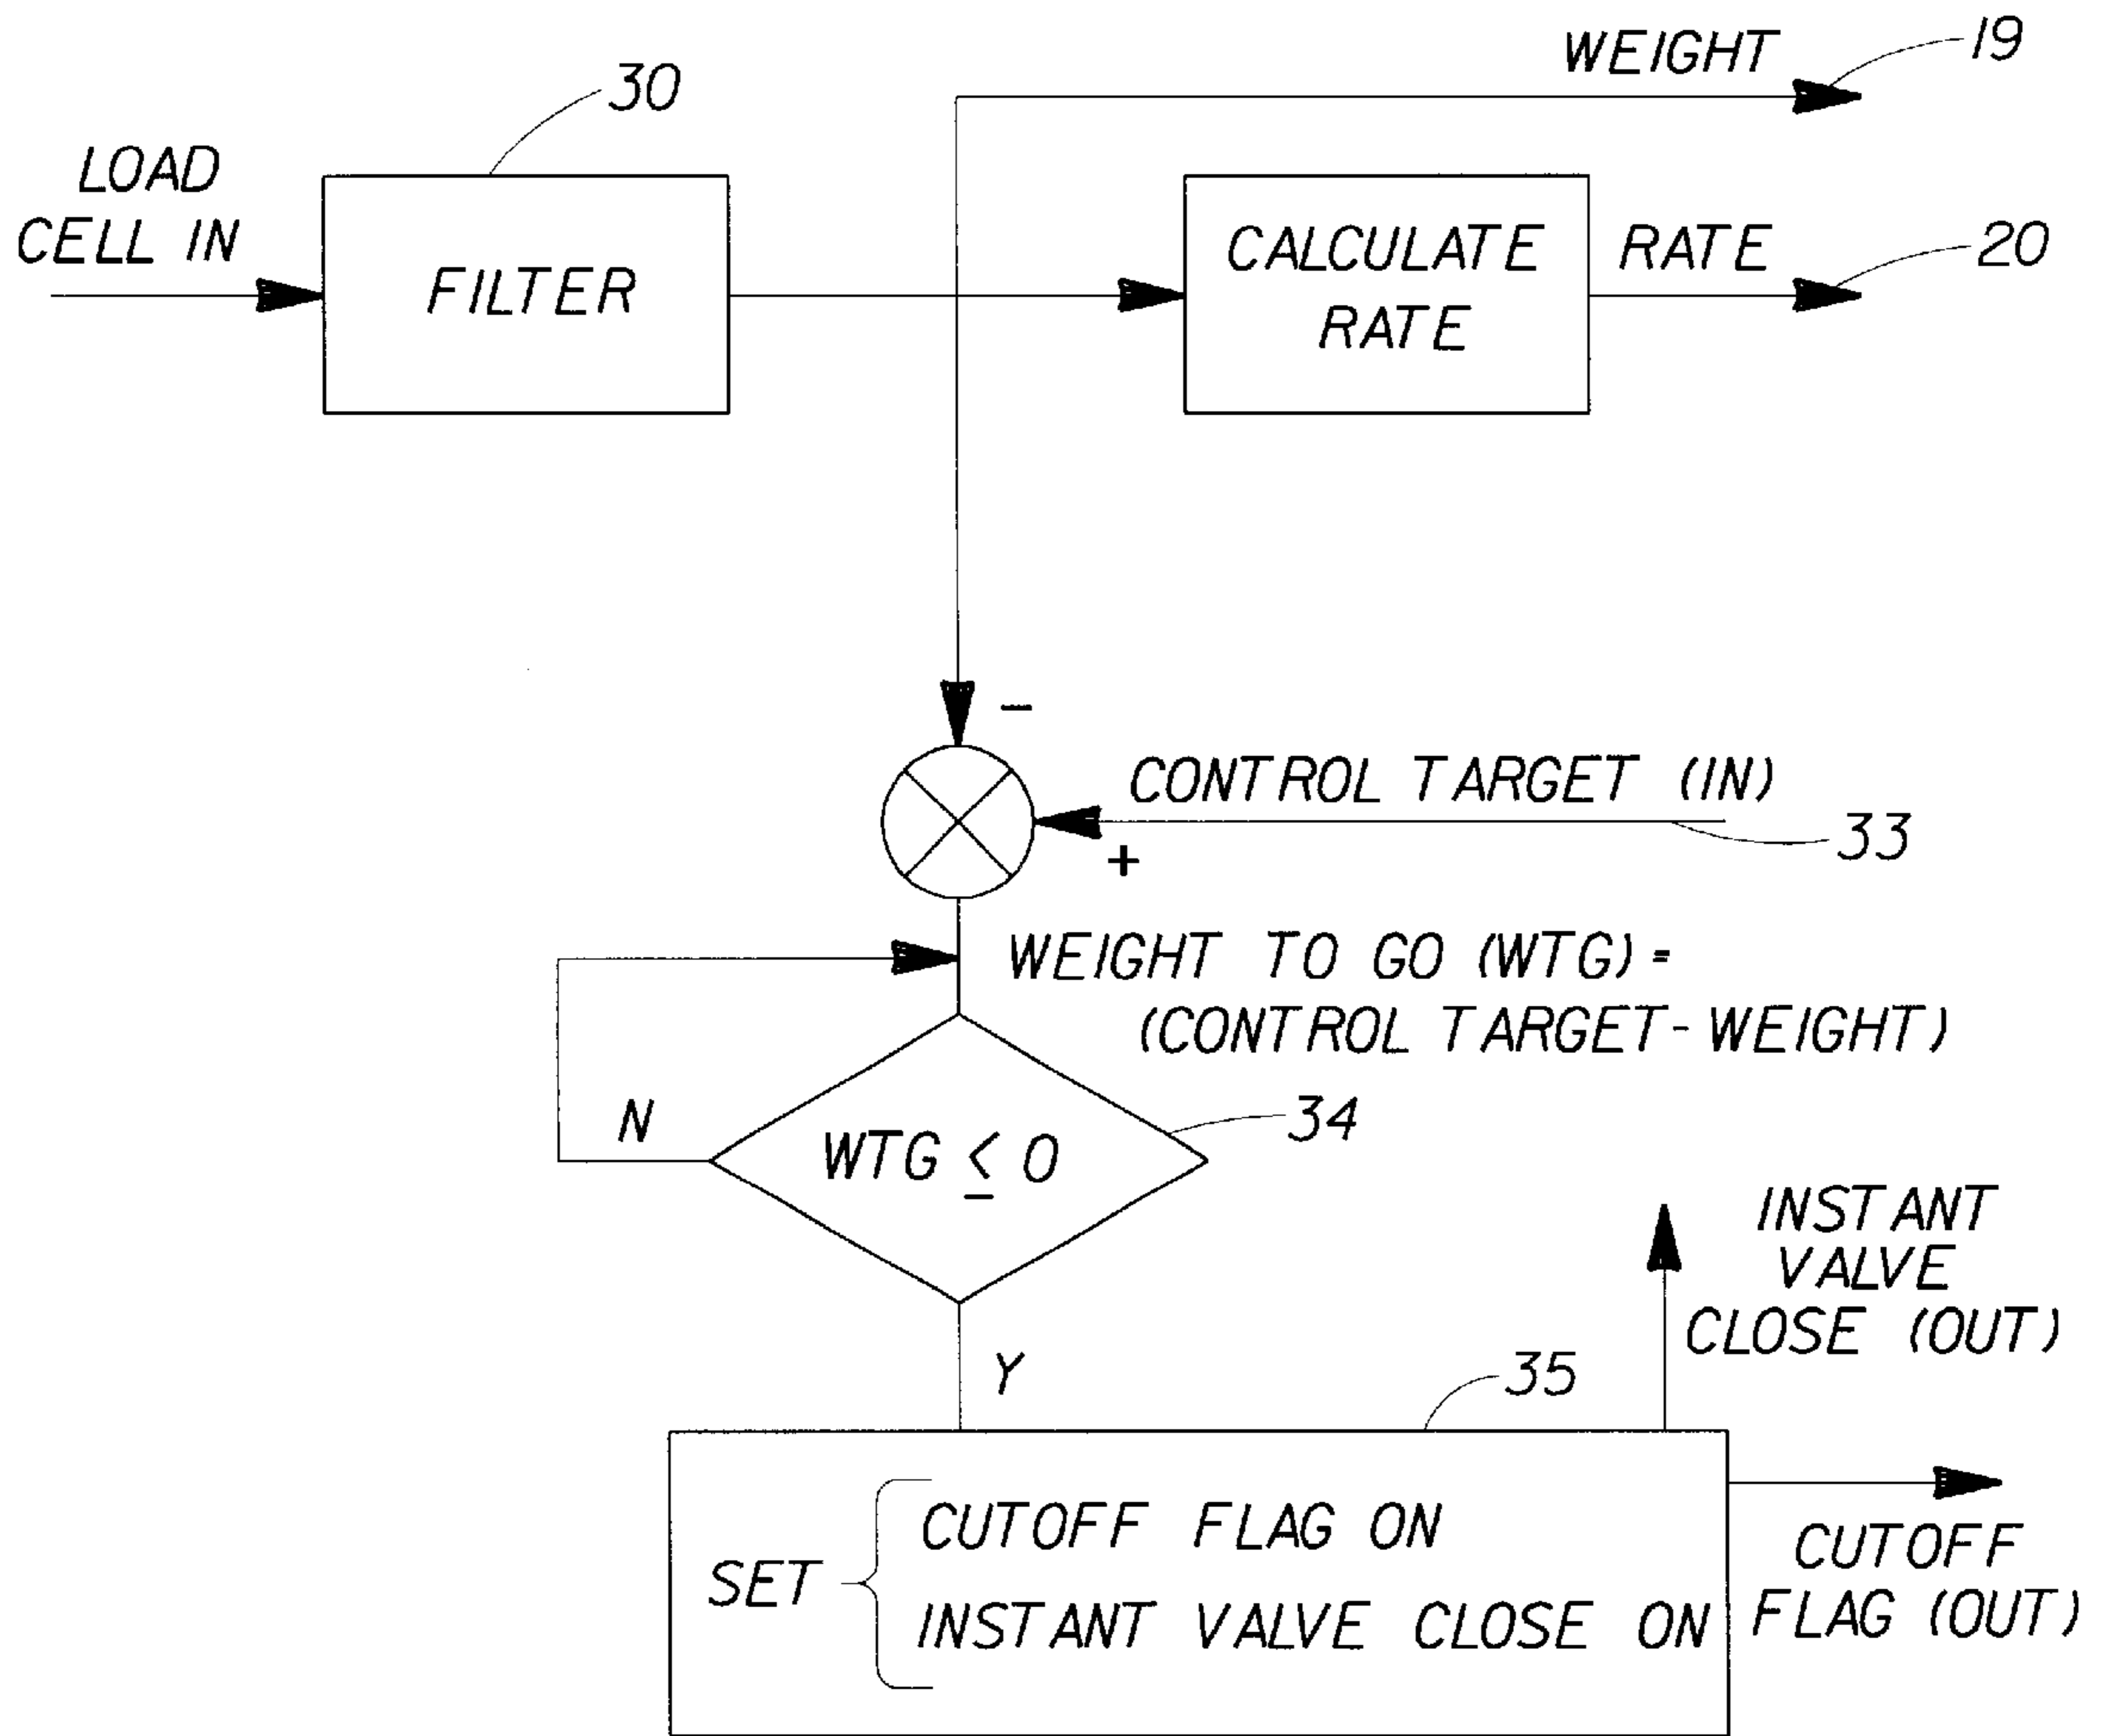 WEIGHT
19
30
LOAD
CELL IN
FILTER
CALCULATE
RATE
RATE
20
-
CONTROL TARGET (IN)
+
33
WEIGHT TO GO (WTG) =
(CONTROL TARGET-WEIGHT)
N
WTG ≤ 0
34
INSTANT
VALVE
CLOSE (OUT)
Y
35
SET
CUTOFF FLAG ON
INSTANT VALVE CLOSE ON
CUTOFF
FLAG (OUT)